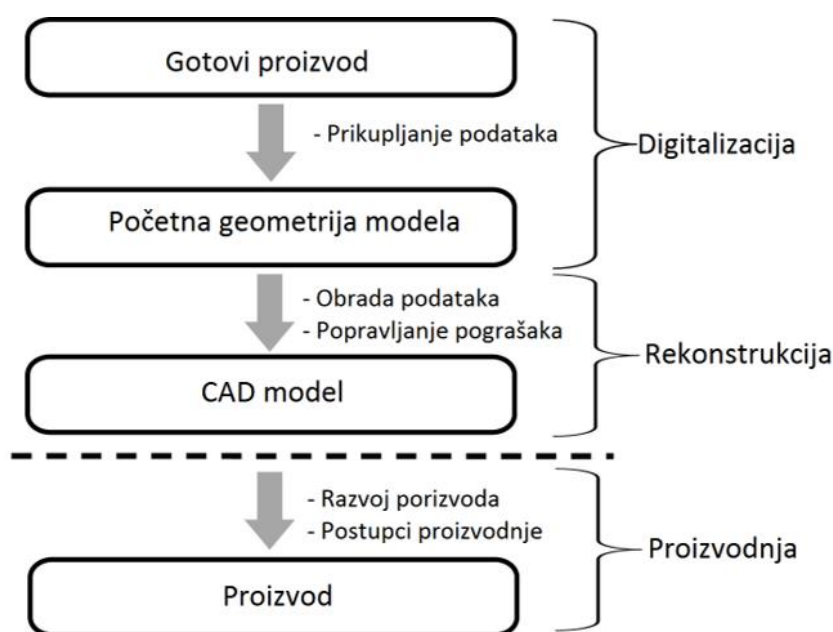 Gotovi proizvod
- Prikupljanje podataka
Digitalizacija
Početna geometrija modela
- Obrada podataka
- Popravljanje pograšaka
Rekonstrukcija
CAD model
- Razvoj porizvoda
- Postupci proizvodnje
Proizvodnja
Proizvod